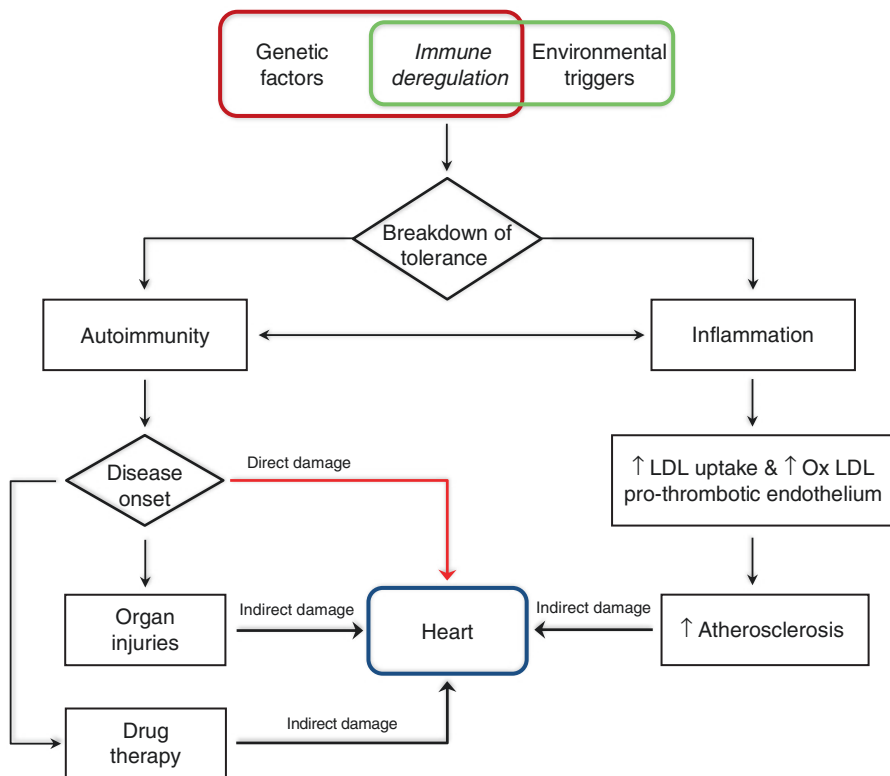 Genetic
factors
Immune
deregulation
Environmental
triggers
Breakdown of
tolerance
Autoimmunity
Inflammation
Disease
onset
Direct damage
↑ LDL uptake & ↑ Ox LDL
pro-thrombotic endothelium
Organ
injuries
Indirect damage
Heart
Indirect damage
↑ Atherosclerosis
Drug
therapy
Indirect damage